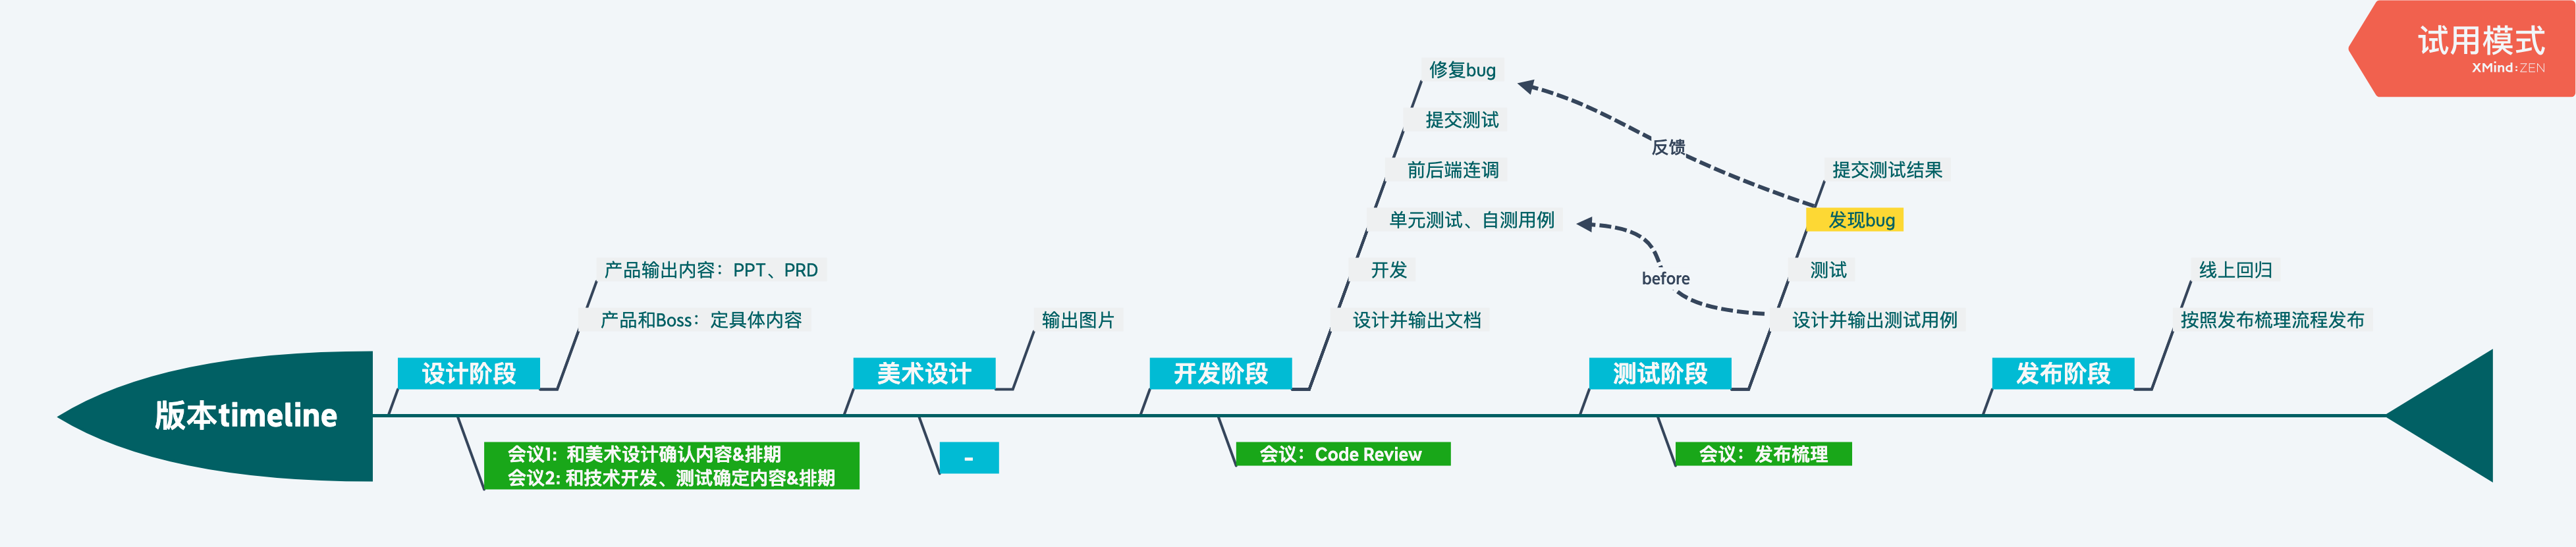 试用模式
XMind:ZEN
修复bug
提交测试
前后端连调
单元测试、自测用例
开发
设计并输出文档
反馈
before
提交测试结果
发现bug
测试
设计并输出测试用例
产品输出内容：PPT、PRD
产品和Boss：定具体内容
输出图片
线上回归
按照发布梳理流程发布
设计阶段
美术设计
开发阶段
测试阶段
发布阶段
版本timeline
会议1: 和美术设计确认内容&排期
会议2: 和技术开发、测试确定内容&排期
-
会议：Code Review
会议：发布梳理